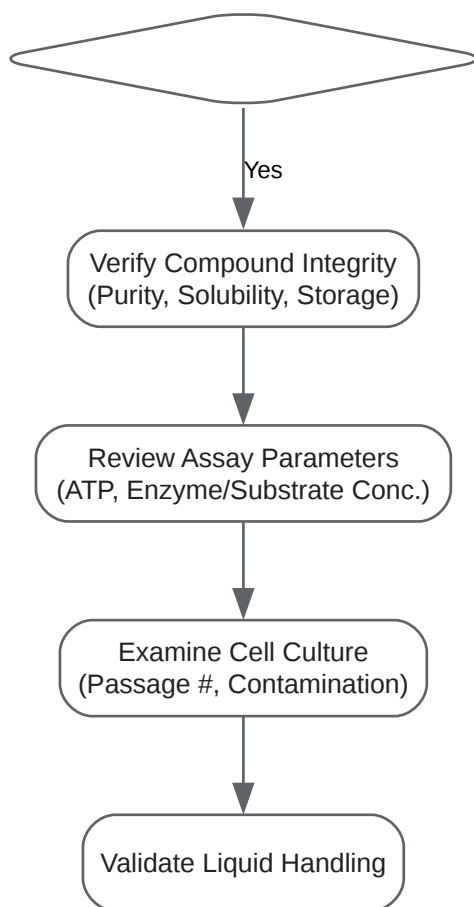 Yes
Verify Compound Integrity
(Purity, Solubility, Storage)
Review Assay Parameters
(ATP, Enzyme/Substrate Conc.)
Examine Cell Culture
(Passage #, Contamination)
Validate Liquid Handling